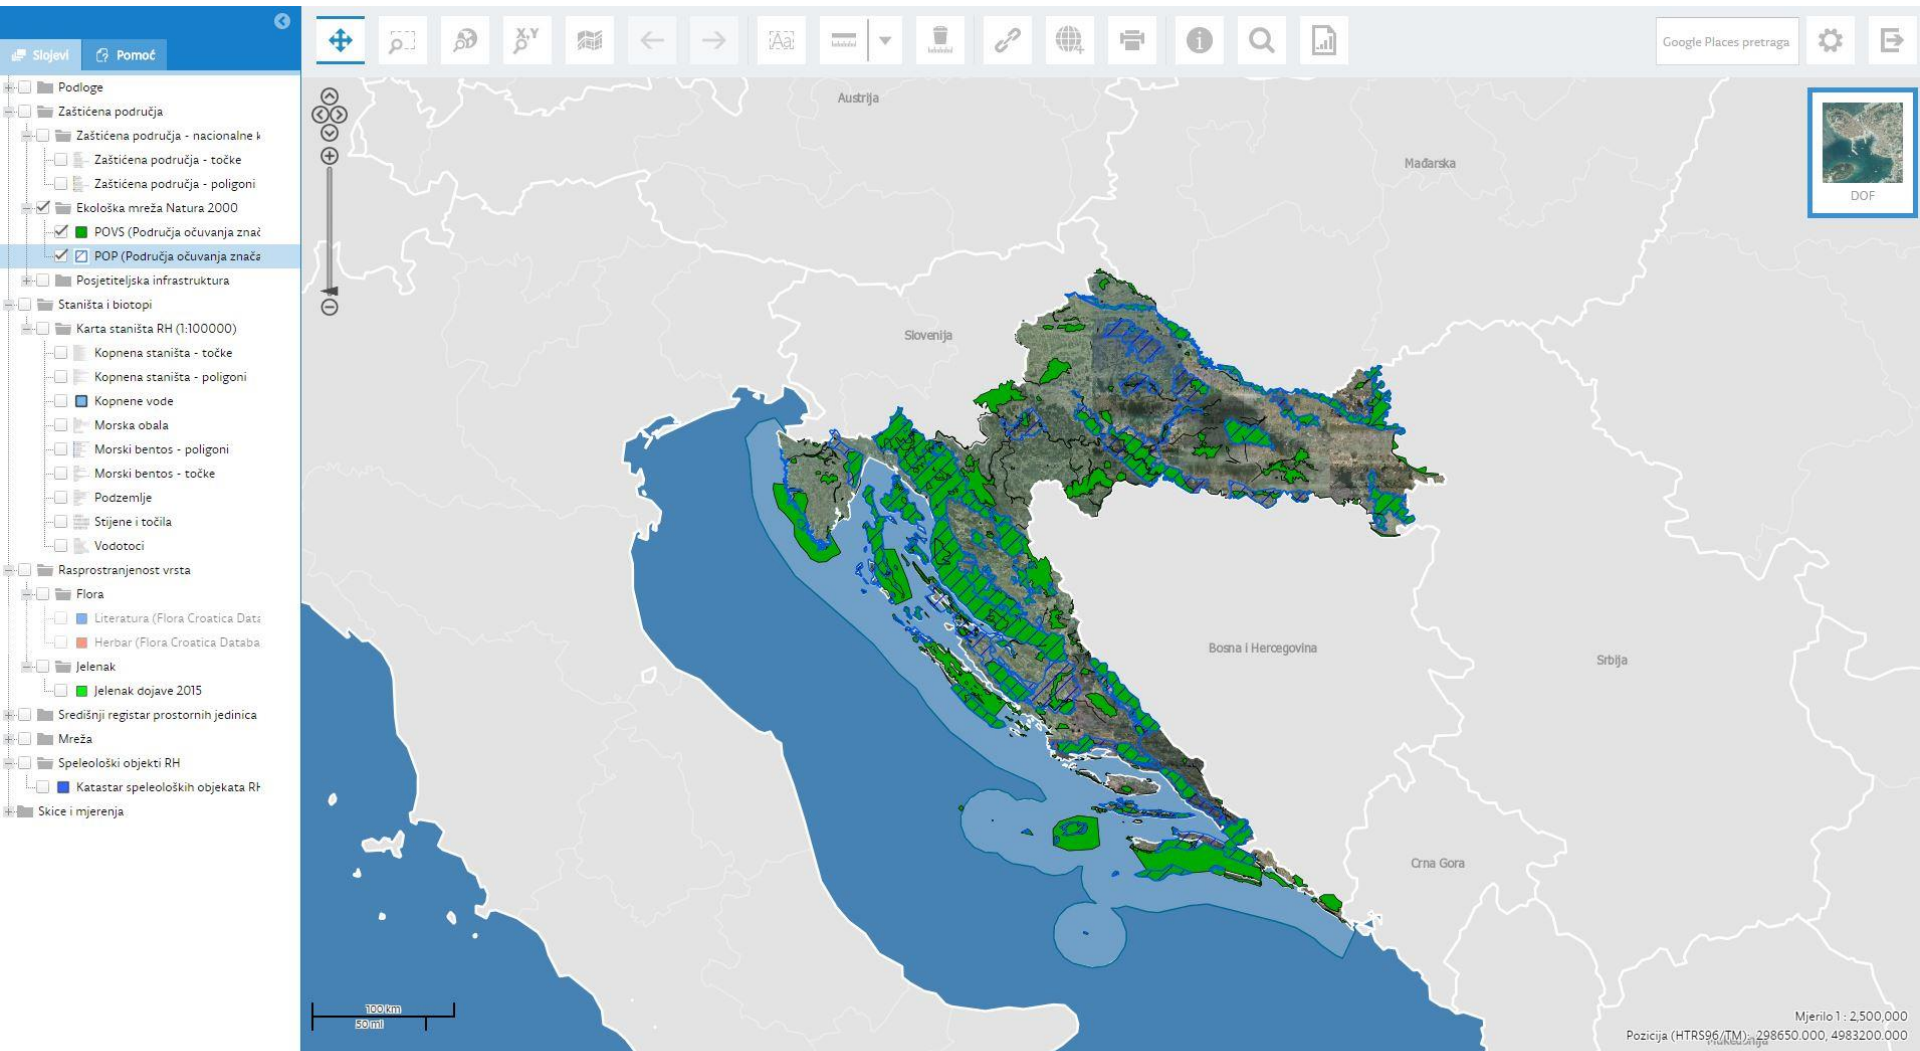 Slojevi
Pomoć
Podloge
Zaštićena područja
Zaštićena područja - nacionalne k
Zaštićena područja - točke
Zaštićena područja - poligoni
Ekološka mreža Natura 2000
POVS (Područja očuvanja znač
POP (Područja očuvanja znača
Posjetiteljska infrastruktura
Staništa i biotopi
Karta staništa RH (1:100000)
Kopnena staništa - točke
Kopnena staništa - poligoni
Kopnene vode
Morska obala
Morski bentos - poligoni
Morski bentos - točke
Podzemlje
Stijene i točila
Vodotoci
Rasprostranjenost vrsta
Flora
Literatura (Flora Croatica Data
Herbar (Flora Croatica Databa
Jelenak
Jelenak dojave 2015
Središnji registar prostornih jedinica
Mreža
Speleološki objekti RH
Katastar speleoloških objekata RH
Skice i mjerenja
X,Y
Aa
Google Places pretraga
DOF
Austrija
Mađarska
Slovenija
Bosna i Hercegovina
Srbija
Crna Gora
100 km
50 mi
Mjerilo 1 : 2,500,000
Pozicija (HTRS96/TM): 298650.000, 4983200.000